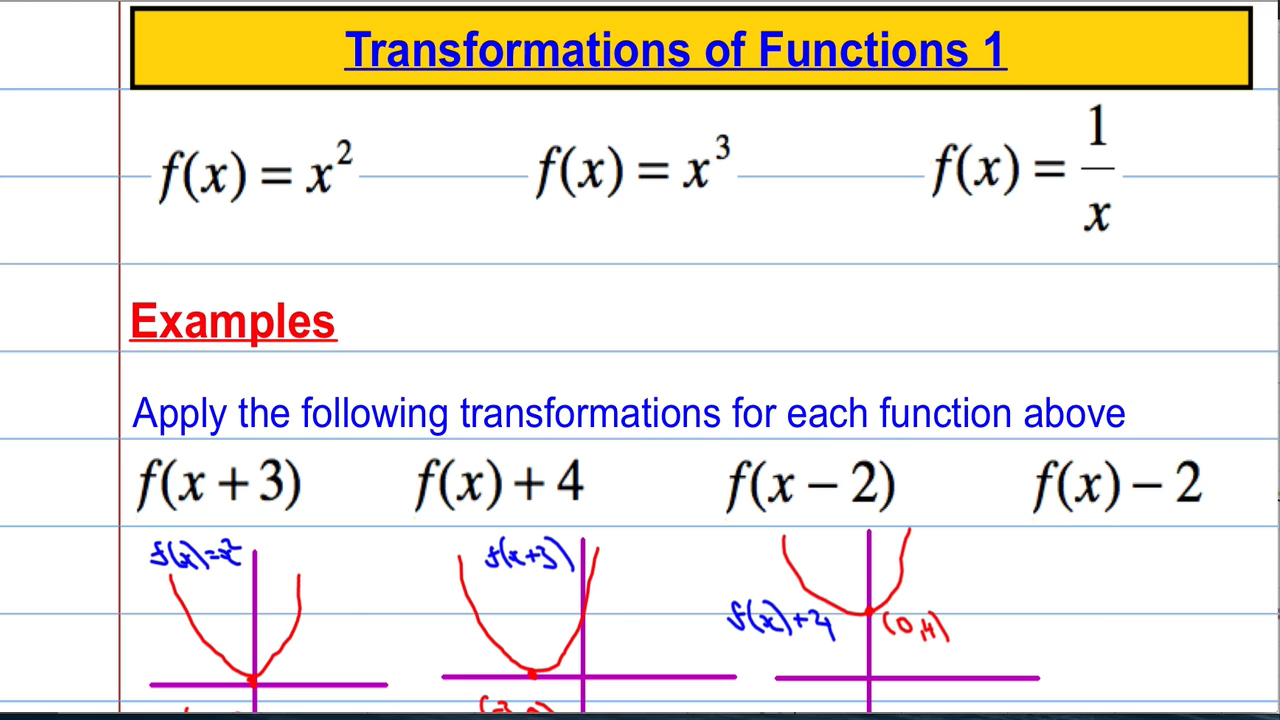 Transformations of Functions 1
f(x) = x² f(x) = x³ f(x) = 1/x
Examples
Apply the following transformations for each function above
f(x + 3) f(x) + 4 f(x − 2) f(x) − 2
f(x)=x² f(x+3)
f(x)+4 (0,4)